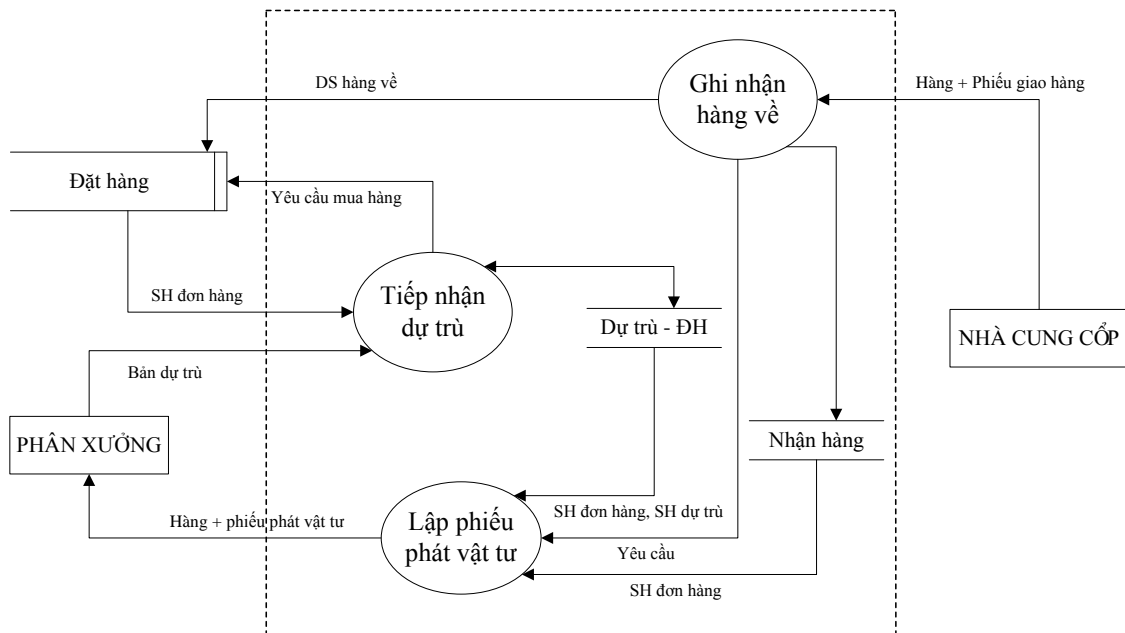 DS hàng về
Ghi nhận
hàng về
Hàng + Phiếu giao hàng
Đặt hàng
Yêu cầu mua hàng
SH đơn hàng
Tiếp nhận
dự trù
Dự trù - ĐH
NHÀ CUNG CỔP
Bản dự trù
PHÂN XƯỞNG
Nhận hàng
Hàng + phiếu phát vật tư
Lập phiếu
phát vật tư
SH đơn hàng, SH dự trù
Yêu cầu
SH đơn hàng